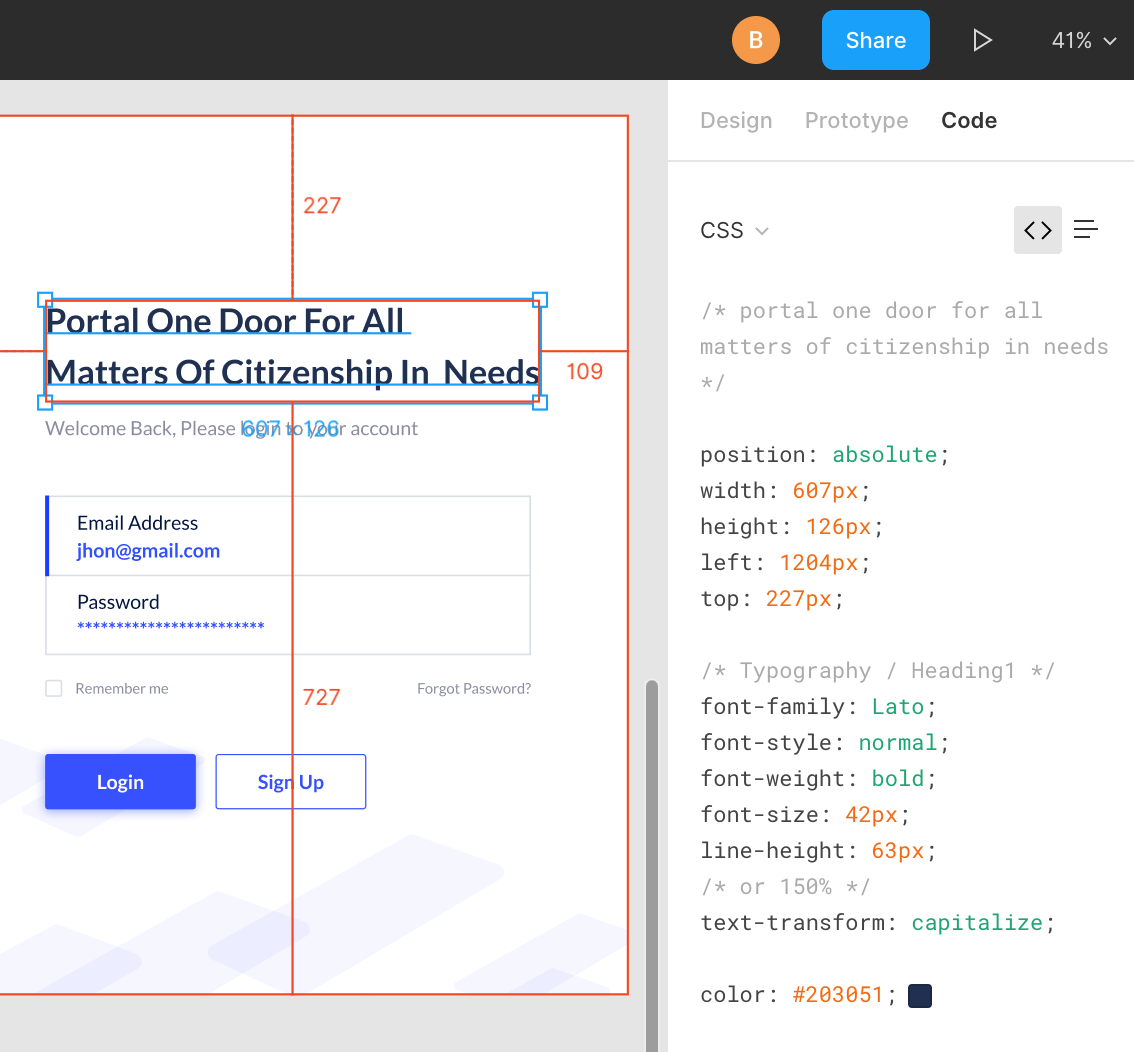 B
Share
41%
Design Prototype Code
CSS
227
Portal One Door For All
Matters Of Citizenship In  Needs
109
Welcome Back, Please login to your account
607 x 126
Email Address
jhon@gmail.com
Password
************************
Remember me
Forgot Password?
727
Login
Sign Up
/* portal one door for all
matters of citizenship in needs
*/
position: absolute;
width: 607px;
height: 126px;
left: 1204px;
top: 227px;
/* Typography / Heading1 */
font-family: Lato;
font-style: normal;
font-weight: bold;
font-size: 42px;
line-height: 63px;
/* or 150% */
text-transform: capitalize;
color: #203051;